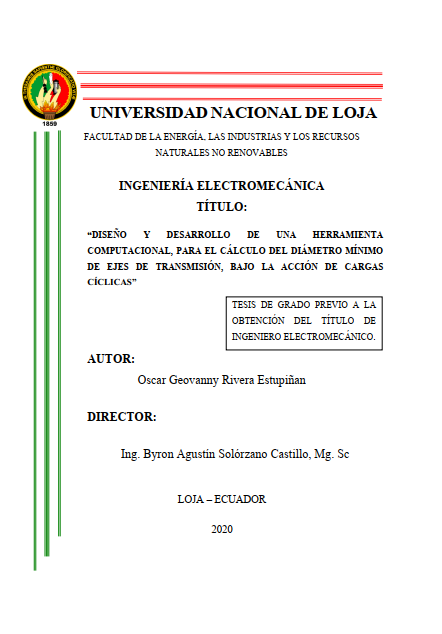 1859
UNIVERSIDAD NACIONAL DE LOJA
FACULTAD DE LA ENERGÍA, LAS INDUSTRIAS Y LOS RECURSOS
NATURALES NO RENOVABLES
INGENIERÍA ELECTROMECÁNICA
TÍTULO:
“DISEÑO Y DESARROLLO DE UNA HERRAMIENTA
COMPUTACIONAL, PARA EL CÁLCULO DEL DIÁMETRO MÍNIMO
DE EJES DE TRANSMISIÓN, BAJO LA ACCIÓN DE CARGAS
CÍCLICAS”
TESIS DE GRADO PREVIO A LA
OBTENCIÓN DEL TÍTULO DE
INGENIERO ELECTROMECÁNICO.
AUTOR:
Oscar Geovanny Rivera Estupiñan
DIRECTOR:
Ing. Byron Agustin Solórzano Castillo, Mg. Sc
LOJA – ECUADOR
2020